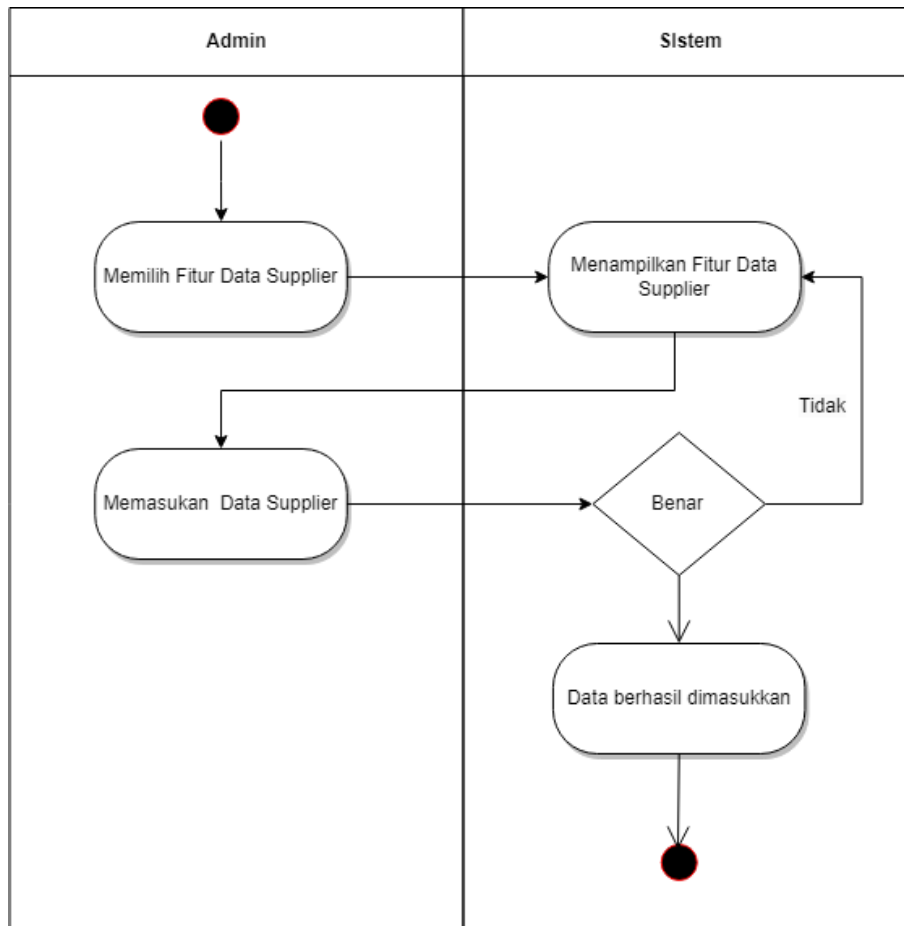 Admin
SIstem
Memilih Fitur Data Supplier
Menampilkan Fitur Data
Supplier
Tidak
Memasukan  Data Supplier
Benar
Data berhasil dimasukkan